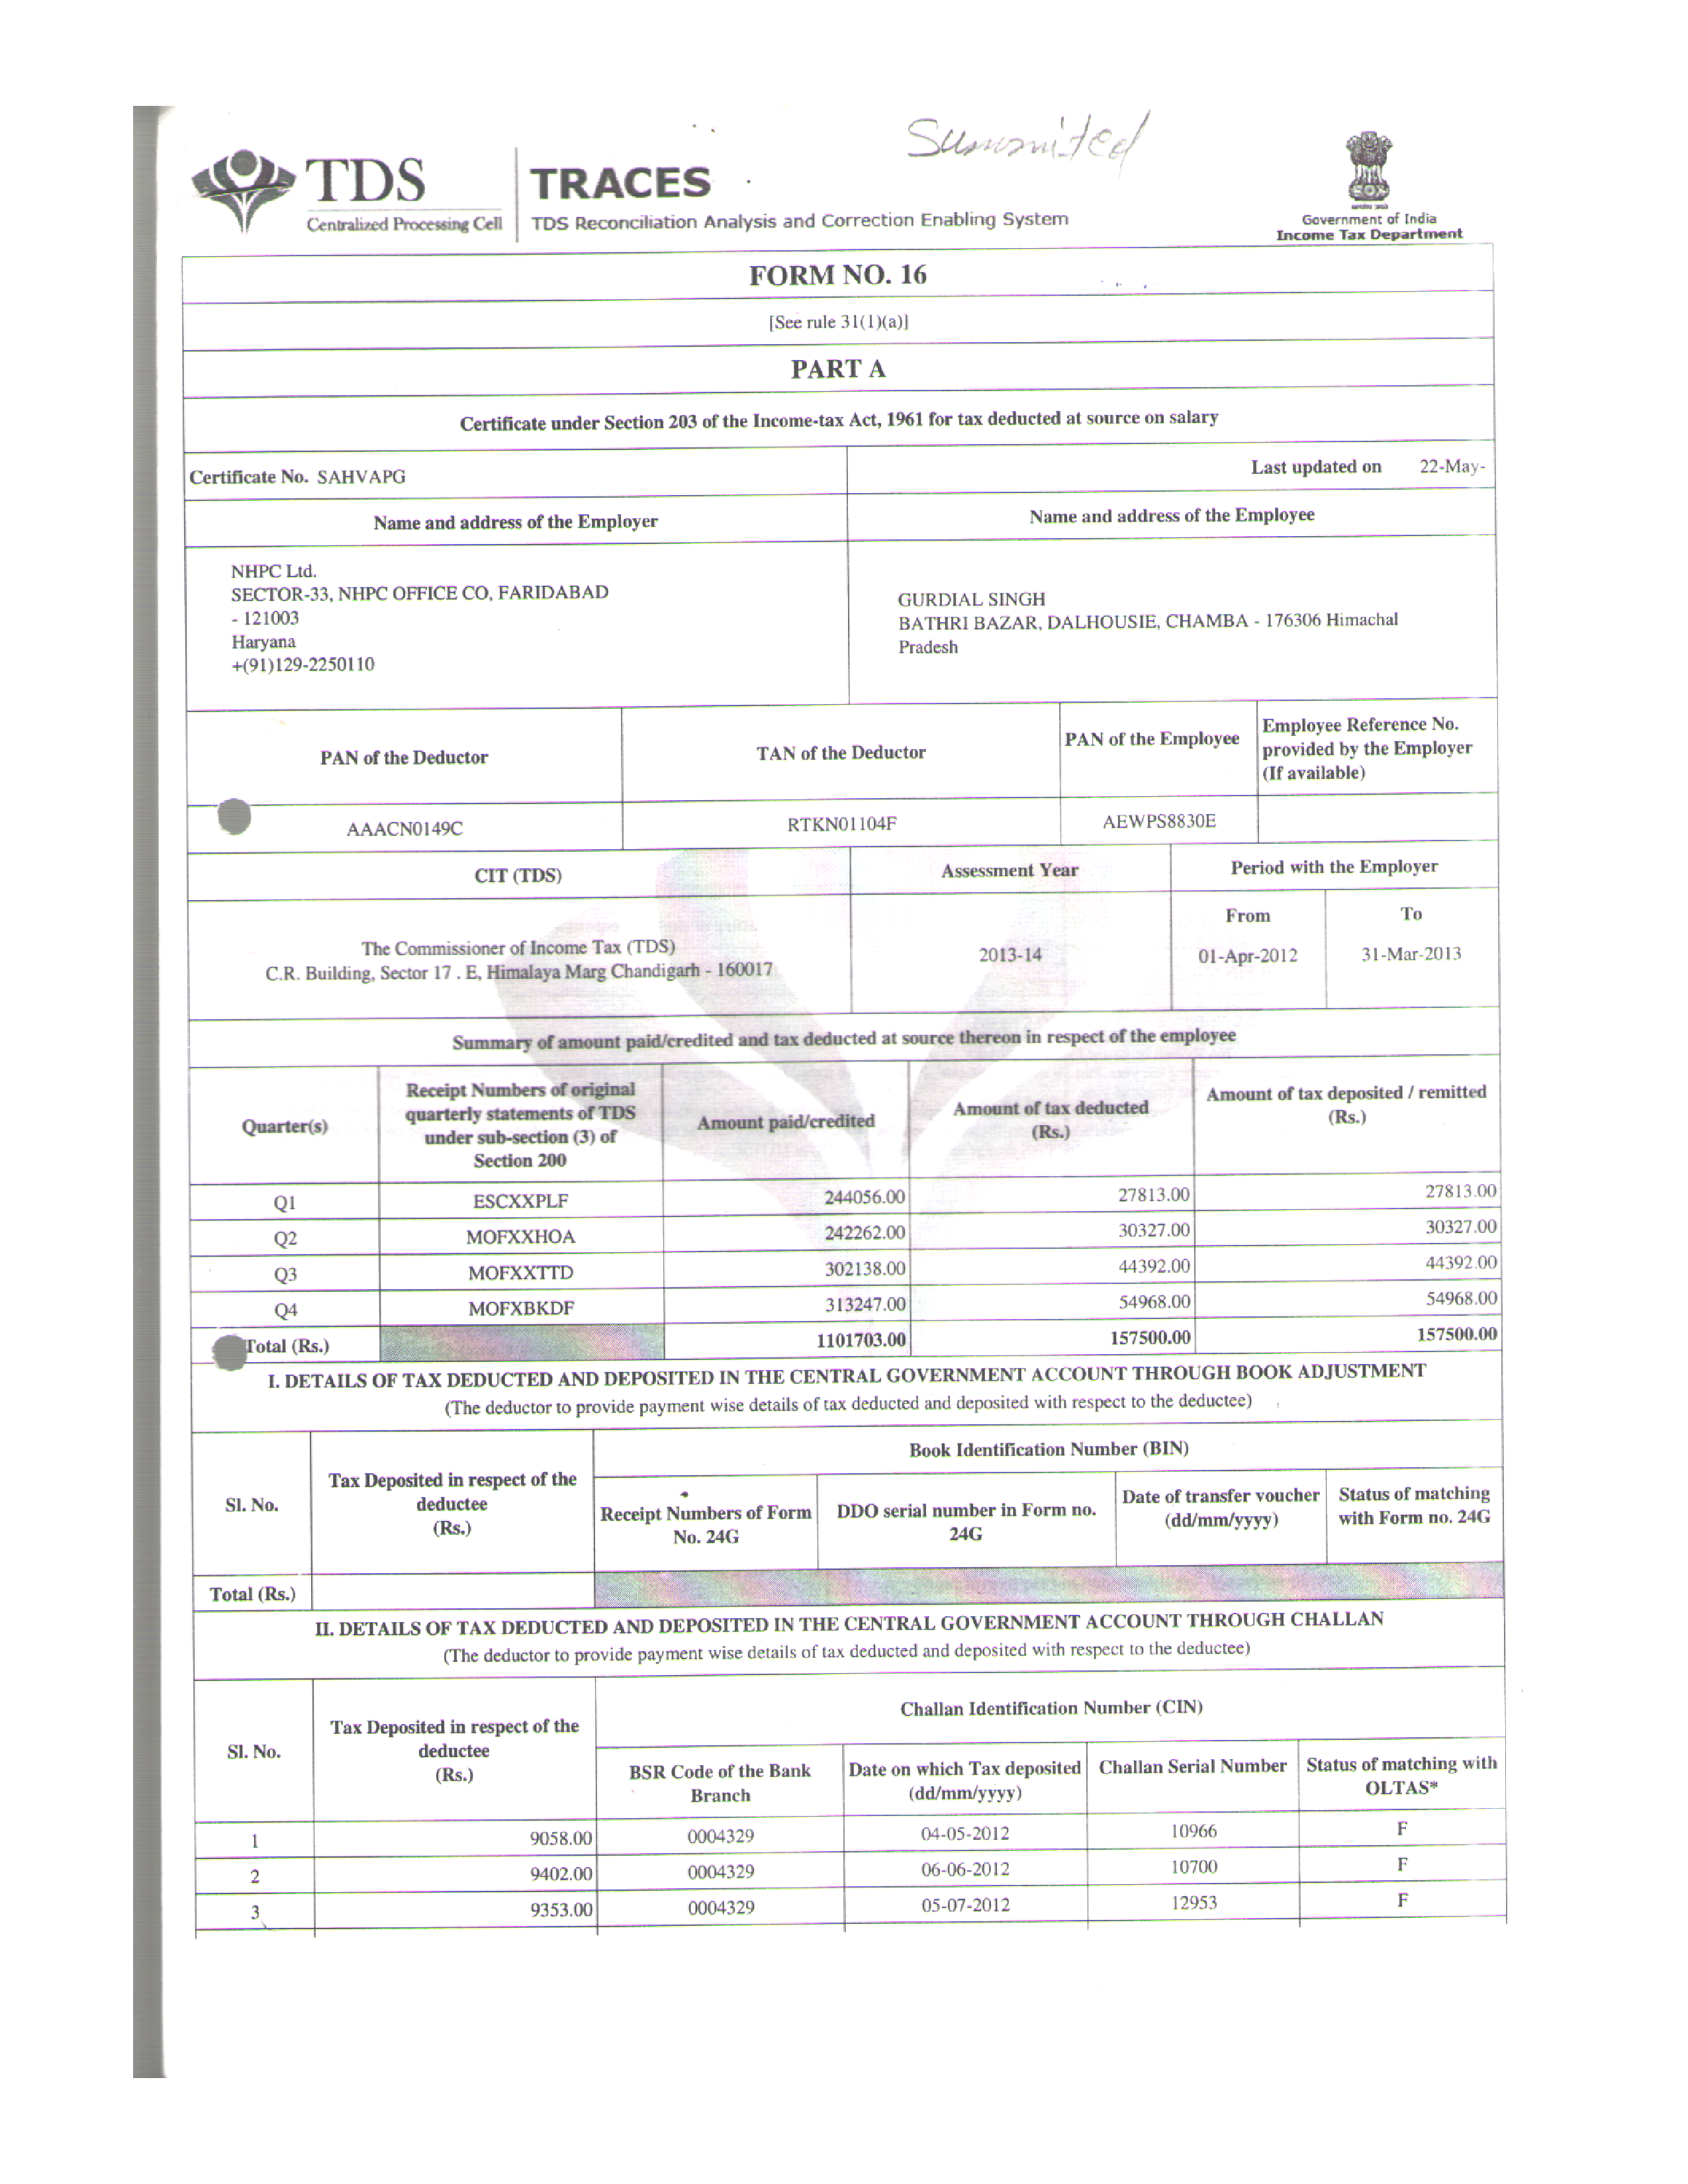 Summited
TDS
Centralized Processing Cell
TRACES
TDS Reconciliation Analysis and Correction Enabling System
Government of India
Income Tax Department
FORM NO. 16
[See rule 31(1)(a)]
PART A
Certificate under Section 203 of the Income-tax Act, 1961 for tax deducted at source on salary
Certificate No. SAHVAPG
Last updated on 22-May-
Name and address of the Employer
Name and address of the Employee
NHPC Ltd.
SECTOR-33, NHPC OFFICE CO, FARIDABAD
- 121003
Haryana
+(91)129-2250110
GURDIAL SINGH
BATHRI BAZAR, DALHOUSIE, CHAMBA - 176306 Himachal
Pradesh
PAN of the Deductor
TAN of the Deductor
PAN of the Employee
Employee Reference No.
provided by the Employer
(If available)
AAACN0149C
RTKN01104F
AEWPS8830E
CIT (TDS)
Assessment Year
Period with the Employer
The Commissioner of Income Tax (TDS)
C.R. Building, Sector 17 . E, Himalaya Marg Chandigarh - 160017
2013-14
From
To
01-Apr-2012
31-Mar-2013
Summary of amount paid/credited and tax deducted at source thereon in respect of the employee
Quarter(s)
Receipt Numbers of original
quarterly statements of TDS
under sub-section (3) of
Section 200
Amount paid/credited
Amount of tax deducted
(Rs.)
Amount of tax deposited / remitted
(Rs.)
Q1 ESCXXPLF 244056.00 27813.00 27813.00
Q2 MOFXXHOA 242262.00 30327.00 30327.00
Q3 MOFXXTTD 302138.00 44392.00 44392.00
Q4 MOFXBKDF 313247.00 54968.00 54968.00
Total (Rs.) 1101703.00 157500.00 157500.00
I. DETAILS OF TAX DEDUCTED AND DEPOSITED IN THE CENTRAL GOVERNMENT ACCOUNT THROUGH BOOK ADJUSTMENT
(The deductor to provide payment wise details of tax deducted and deposited with respect to the deductee)
Sl. No.
Tax Deposited in respect of the
deductee
(Rs.)
Book Identification Number (BIN)
Receipt Numbers of Form
No. 24G
DDO serial number in Form no.
24G
Date of transfer voucher
(dd/mm/yyyy)
Status of matching
with Form no. 24G
Total (Rs.)
II. DETAILS OF TAX DEDUCTED AND DEPOSITED IN THE CENTRAL GOVERNMENT ACCOUNT THROUGH CHALLAN
(The deductor to provide payment wise details of tax deducted and deposited with respect to the deductee)
Sl. No.
Tax Deposited in respect of the
deductee
(Rs.)
Challan Identification Number (CIN)
BSR Code of the Bank
Branch
Date on which Tax deposited
(dd/mm/yyyy)
Challan Serial Number
Status of matching with
OLTAS*
1 9058.00 0004329 04-05-2012 10966 F
2 9402.00 0004329 06-06-2012 10700 F
3 9353.00 0004329 05-07-2012 12953 F